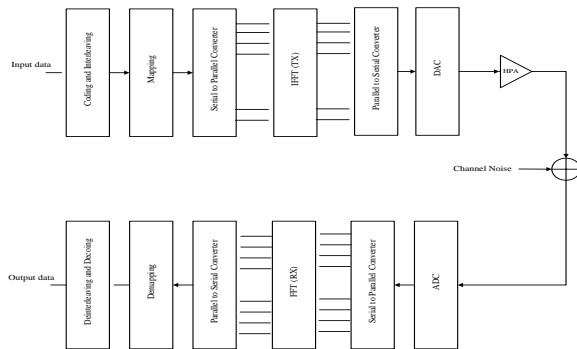 Input data
Coding and Interleaving
Mapping
Serial to Parallel Converter
IFFT (TX)
Parallel to Serial Converter
DAC
HPA
Channel Noise
Output data
Deinterleaving and Decoing
Demapping
Parallel to Serial Converter
FFT (RX)
Serial to Parallel Converter
ADC